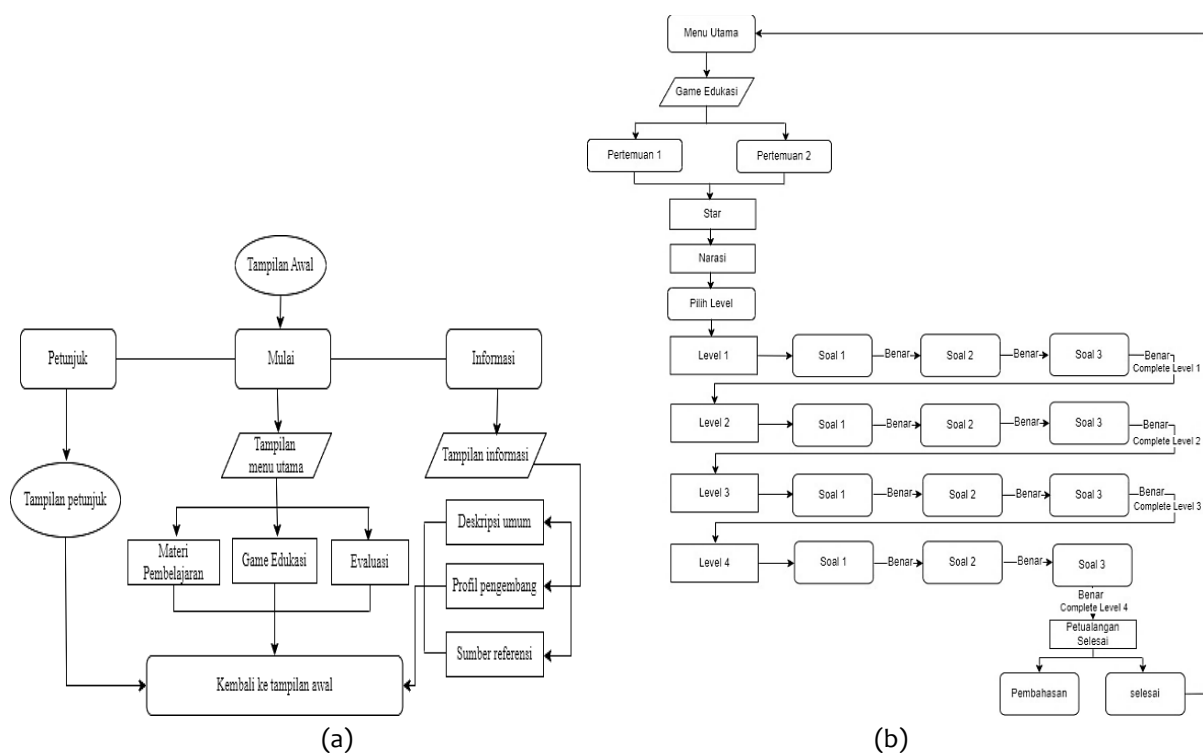 Tampilan Awal
Petunjuk
Mulai
Informasi
Tampilan
menu utama
Tampilan informasi
Tampilan petunjuk
Materi
Pembelajaran
Game Edukasi
Evaluasi
Deskripsi umum
Profil pengembang
Sumber referensi
Kembali ke tampilan awal
(a)
Menu Utama
Game Edukasi
Pertemuan 1
Pertemuan 2
Star
Narasi
Pilih Level
Level 1
Soal 1
Benar
Soal 2
Benar
Soal 3
Benar
Complete Level 1
Level 2
Soal 1
Benar
Soal 2
Benar
Soal 3
Benar
Complete Level 2
Level 3
Soal 1
Benar
Soal 2
Benar
Soal 3
Benar
Complete Level 3
Level 4
Soal 1
Benar
Soal 2
Benar
Soal 3
Benar
Complete Level 4
Petualangan
Selesai
Pembahasan
selesai
(b)